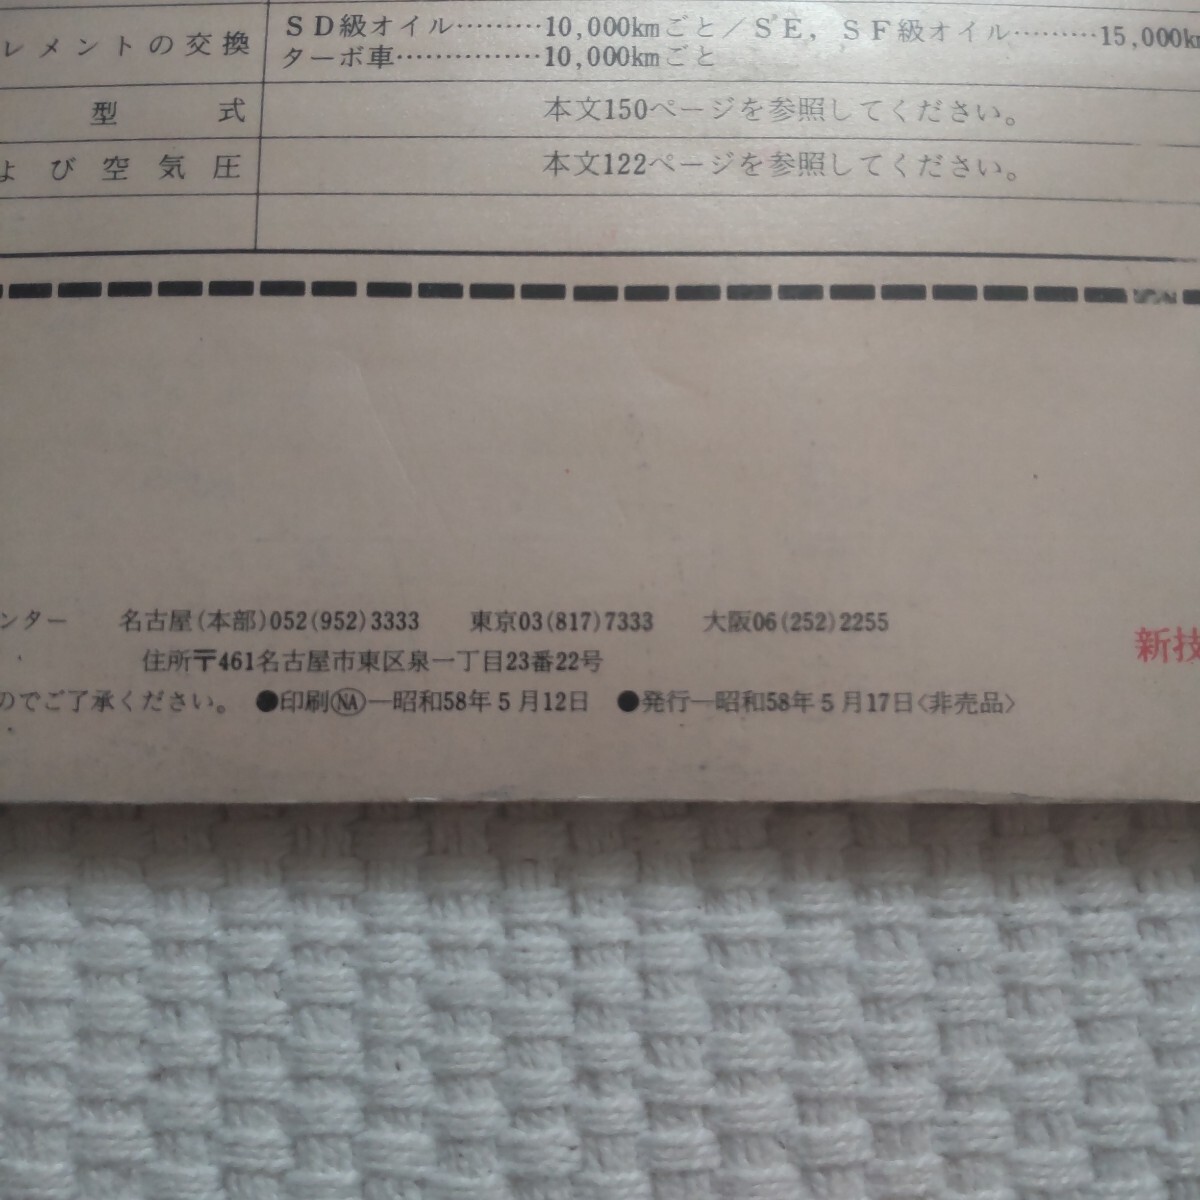 レメントの交換 SD級オイル………10,000kmごと／SE，SF級オイル………15,000km
ターボ車……………10,000kmごと
型式 本文150ページを参照してください。
よび空気圧 本文122ページを参照してください。
ンター 名古屋(本部)052(952)3333 東京03(817)7333 大阪06(252)2255
住所〒461名古屋市東区泉一丁目23番22号
新技
のでご了承ください。 ●印刷NA—昭和58年5月12日 ●発行—昭和58年5月17日〈非売品〉